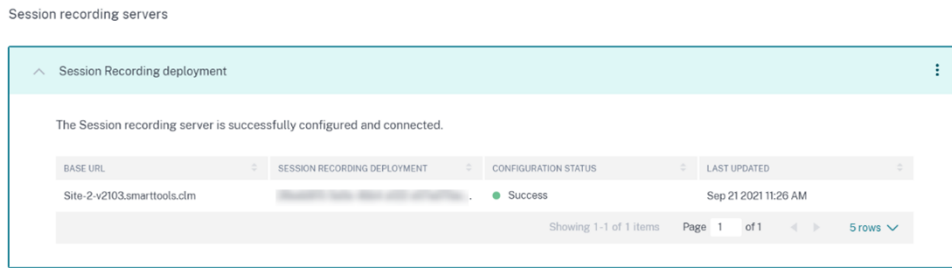 Session recording servers
Session Recording deployment
The Session recording server is successfully configured and connected.
BASE URL SESSION RECORDING DEPLOYMENT CONFIGURATION STATUS LAST UPDATED
Site-2-v2103.smarttools.clm . Success Sep 21 2021 11:26 AM
Showing 1-1 of 1 items Page 1 of 1 5 rows